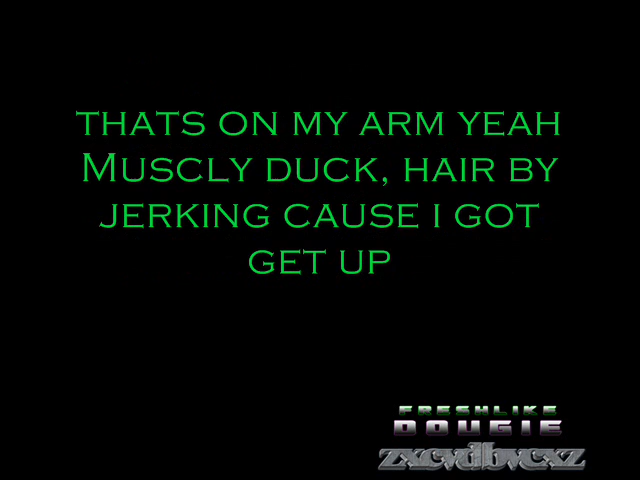 THATS ON MY ARM YEAH
MUSCLY DUCK, HAIR BY
JERKING CAUSE I GOT
GET UP
FRESHLIKE
DOUGIE
zxcvdbvcxz